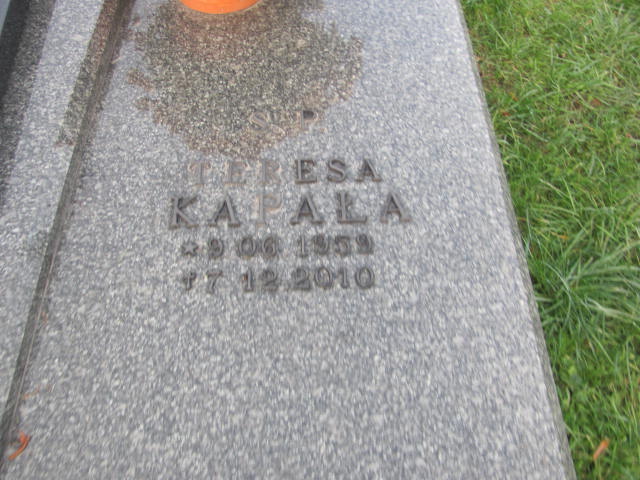 Ś.P.
TERESA
KAPAŁA
★ 9 06 1959
✝ 7 12 2010